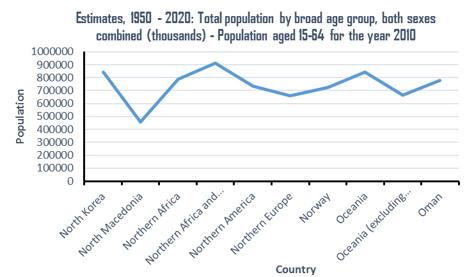 Estimates, 1950 - 2020: Total population by broad age group, both sexes
combined (thousands) - Population aged 15-64 for the year 2010
1000000
900000
800000
700000
600000
500000
400000
300000
200000
100000
0
Population
North Korea
North Macedonia
Northern Africa
Northern Africa and...
Northern America
Northern Europe
Norway
Oceania
Oceania (excluding...
Oman
Country